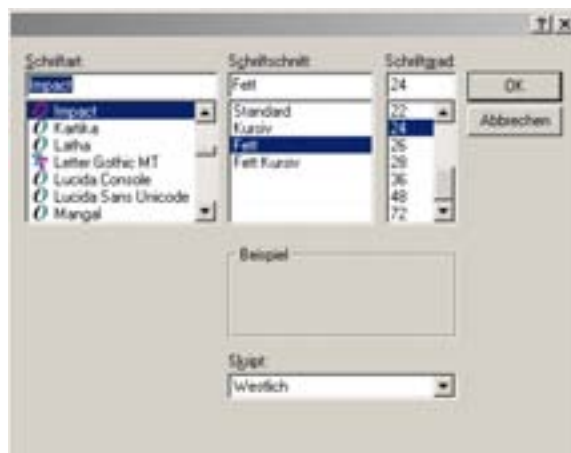 Schriftart:
Impact
Impact
Kartika
Latha
Letter Gothic MT
Lucida Console
Lucida Sans Unicode
Mangal
Schriftschnitt:
Fett
Standard
Kursiv
Fett
Fett Kursiv
Schriftgrad:
24
22
24
26
28
36
48
72
OK
Abbrechen
Beispiel
Skript:
Westlich